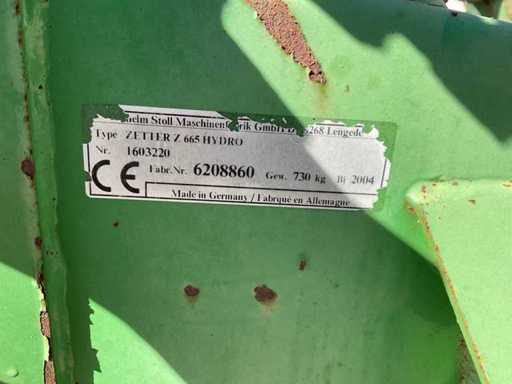 helm Stoll Maschinenfabrik GmbH 268 Lengede
Type ZETTER Z 665 HYDRO
Nr. 1603220
CE Fabr.Nr. 6208860 Gew. 730 kg Bj 2004
Made in Germany / Fabriqué en Allemagne